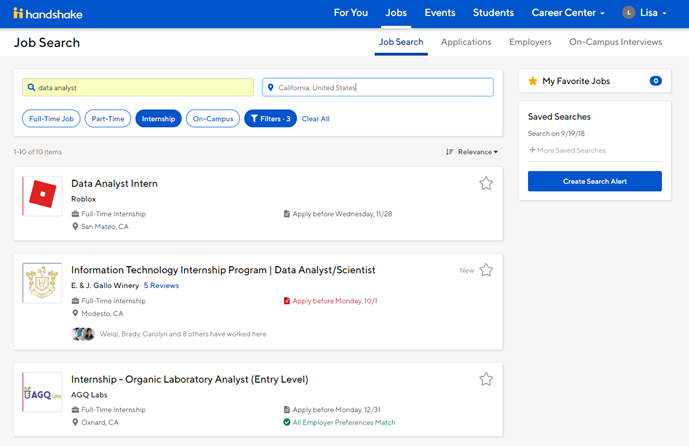 handshake
For You Jobs Events Students Career Center Lisa
L
Job Search
Job Search Applications Employers On-Campus Interviews
data analyst
California, United States
Full-Time Job Part-Time Internship On-Campus Filters · 3 Clear All
My Favorite Jobs 0
Saved Searches
Search on 9/19/18
+ More Saved Searches
Create Search Alert
1-10 of 10 items
Relevance
Data Analyst Intern
Roblox
Full-Time Internship Apply before Wednesday, 11/28
San Mateo, CA
Information Technology Internship Program | Data Analyst/Scientist New
E. & J. Gallo Winery 5 Reviews
Full-Time Internship Apply before Monday, 10/1
Modesto, CA
Weiqi, Brady, Carolyn and 8 others have worked here
AGQ Labs
Internship - Organic Laboratory Analyst (Entry Level)
AGQ Labs
Full-Time Internship Apply before Monday, 12/31
Oxnard, CA All Employer Preferences Match